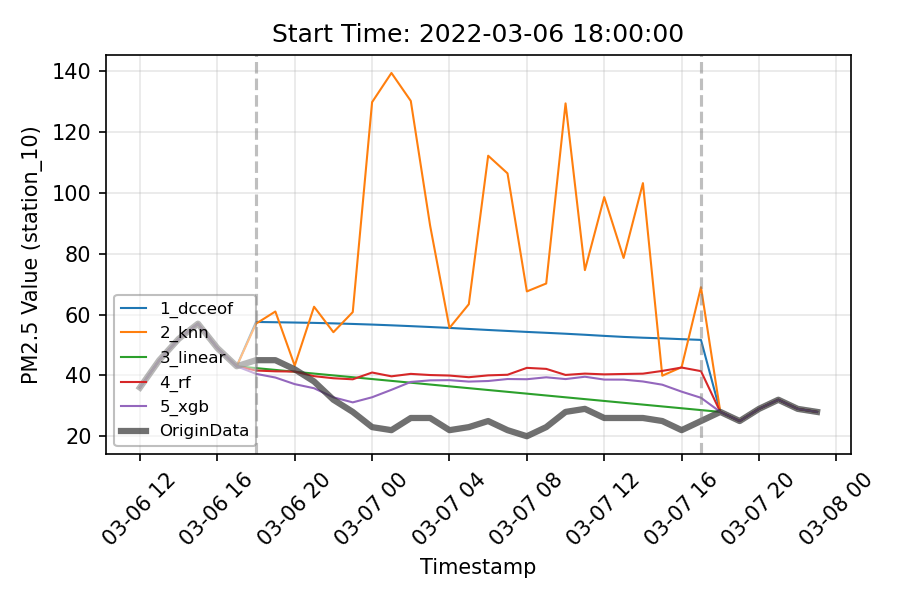 Start Time: 2022-03-06 18:00:00
PM2.5 Value (station_10)
140
120
100
80
60
40
20
1_dcceof
2_knn
3_linear
4_rf
5_xgb
OriginData
03-06 12
03-06 16
03-06 20
03-07 00
03-07 04
03-07 08
03-07 12
03-07 16
03-07 20
03-08 00
Timestamp